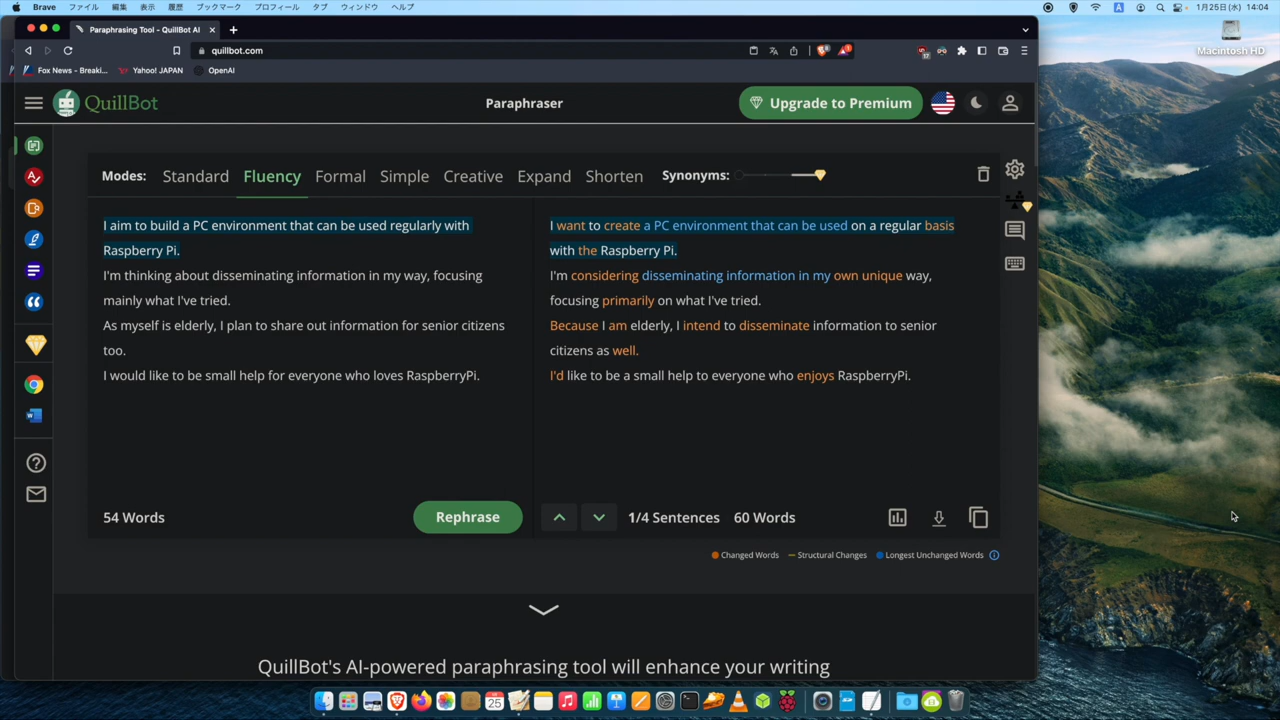 Brave ファイル 編集 表示 履歴 ブックマーク プロフィール タブ ウィンドウ ヘルプ
A
1月25日(水) 14:04
Paraphrasing Tool - QuillBot AI
Macintosh HD
quillbot.com
Fox News - Breaki...
Yahoo! JAPAN
OpenAI
QuillBot
Paraphraser
Upgrade to Premium
Modes: Standard Fluency Formal Simple Creative Expand Shorten Synonyms:
I aim to build a PC environment that can be used regularly with
Raspberry Pi.
I'm thinking about disseminating information in my way, focusing
mainly what I've tried.
As myself is elderly, I plan to share out information for senior citizens
too.
I would like to be small help for everyone who loves RaspberryPi.
I want to create a PC environment that can be used on a regular basis
with the Raspberry Pi.
I'm considering disseminating information in my own unique way,
focusing primarily on what I've tried.
Because I am elderly, I intend to disseminate information to senior
citizens as well.
I'd like to be a small help to everyone who enjoys RaspberryPi.
54 Words
Rephrase
1/4 Sentences
60 Words
Changed Words
Structural Changes
Longest Unchanged Words
QuillBot's AI-powered paraphrasing tool will enhance your writing
25